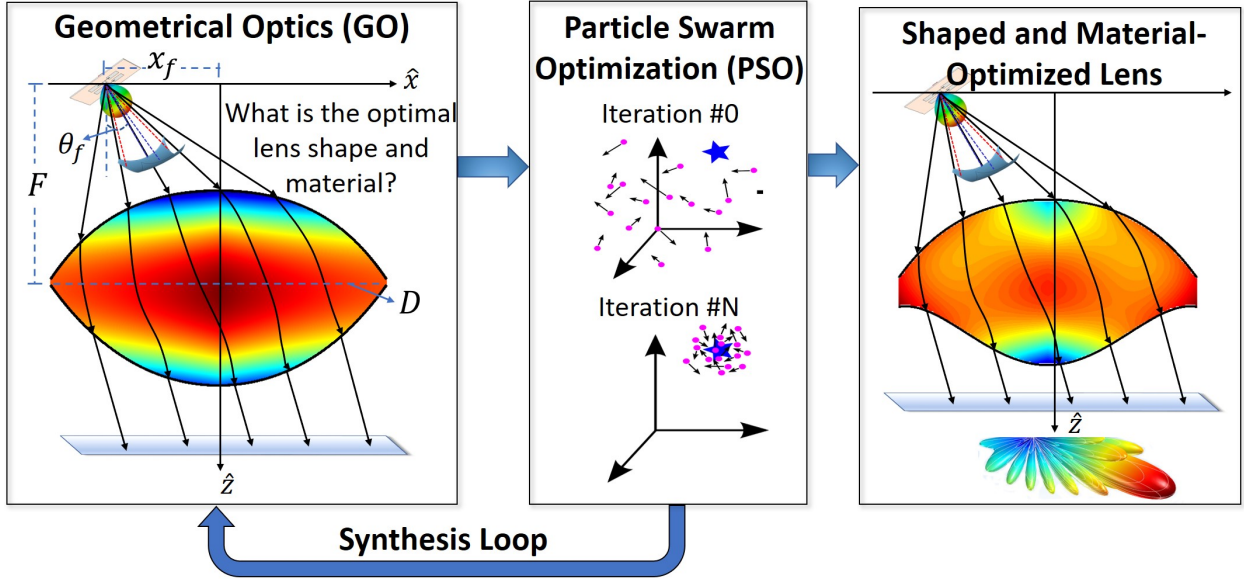 Geometrical Optics (GO)
x_f
x̂
What is the optimal
lens shape and
material?
θ_f
F
D
ẑ
Particle Swarm
Optimization (PSO)
Iteration #0
-
Iteration #N
Shaped and Material-
Optimized Lens
ẑ
Synthesis Loop